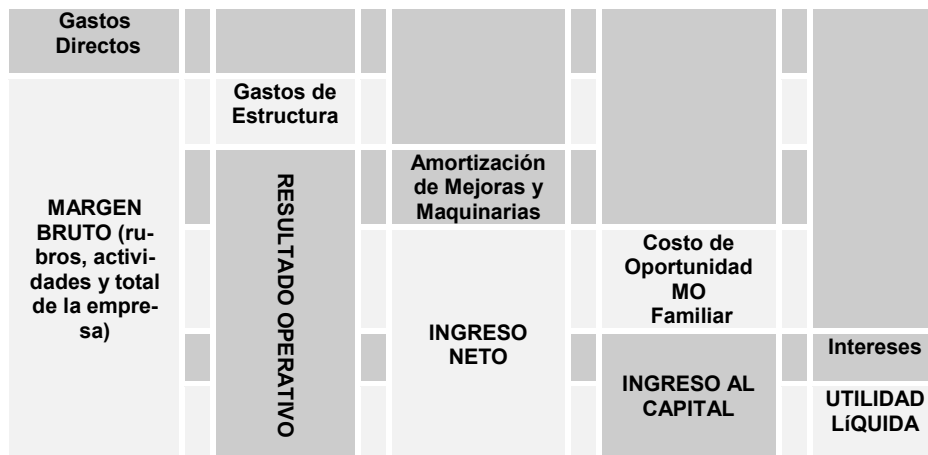 Gastos
Directos
MARGEN
BRUTO (ru-
bros, activi-
dades y total
de la empre-
sa)
Gastos de
Estructura
RESULTADO OPERATIVO
Amortización
de Mejoras y
Maquinarias
INGRESO
NETO
Costo de
Oportunidad
MO
Familiar
INGRESO AL
CAPITAL
Intereses
UTILIDAD
LíQUIDA